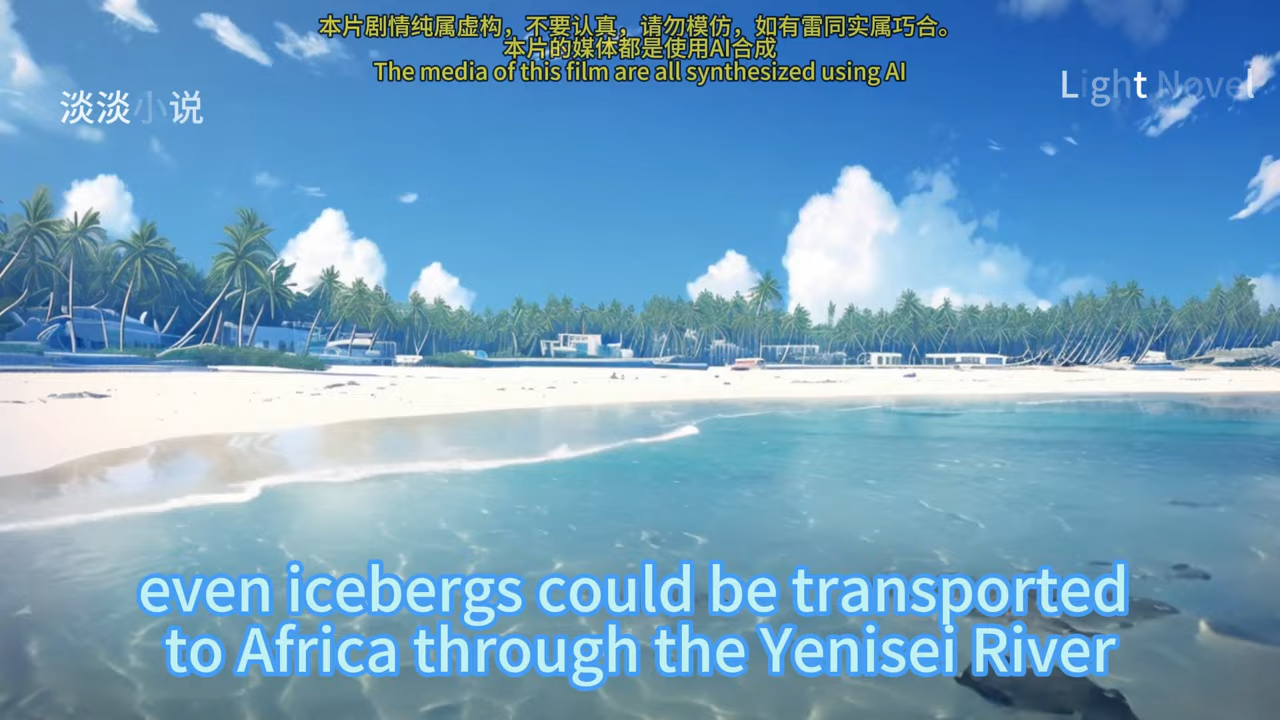 本片剧情纯属虚构，不要认真，请勿模仿，如有雷同实属巧合。
本片的媒体都是使用AI合成
The media of this film are all synthesized using AI
淡淡小说
Light Novel
even icebergs could be transported
to Africa through the Yenisei River